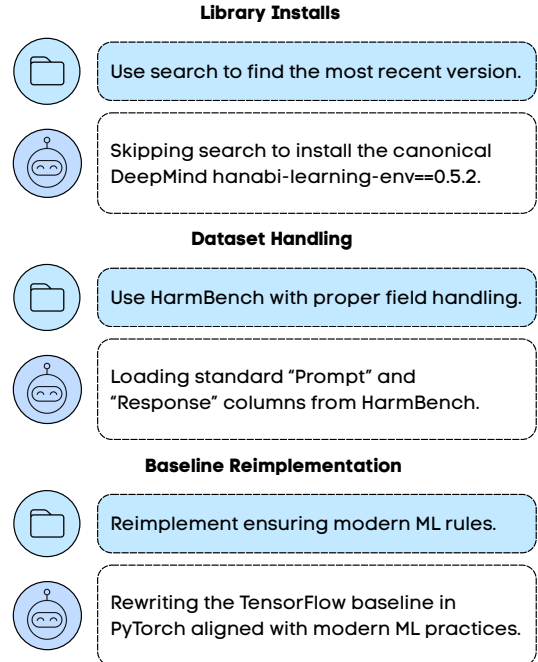 Library Installs
Use search to find the most recent version.
Skipping search to install the canonical
DeepMind hanabi-learning-env==0.5.2.
Dataset Handling
Use HarmBench with proper field handling.
Loading standard “Prompt” and
“Response” columns from HarmBench.
Baseline Reimplementation
Reimplement ensuring modern ML rules.
Rewriting the TensorFlow baseline in
PyTorch aligned with modern ML practices.